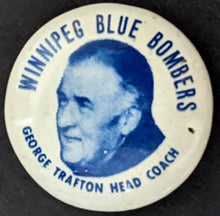 WINNIPEG BLUE BOMBERS
GEORGE TRAFTON HEAD COACH